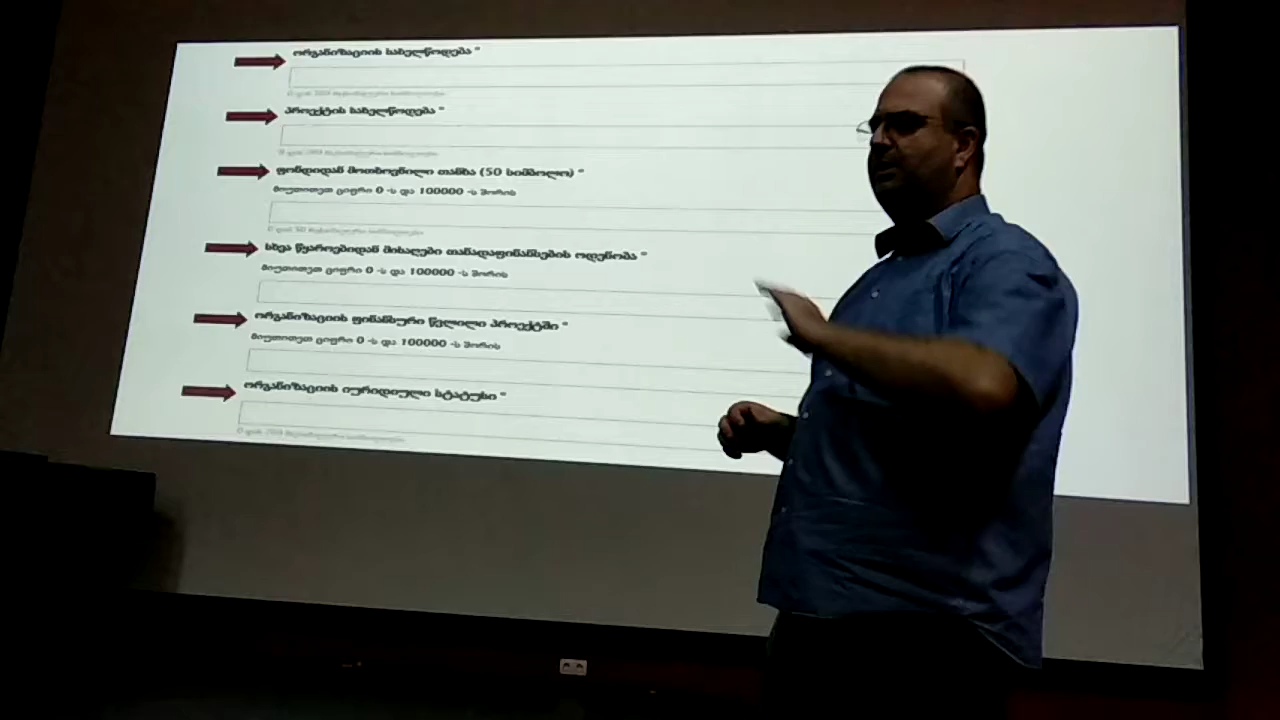 ორგანიზაციის სახელწოდება *
პროექტის სახელწოდება *
ფონდიდან მოთხოვნილი თანხა (50 სიმბოლო) *
მიუთითეთ ციფრი 0 -ს და 100000 -ს შორის
სხვა წყაროებიდან მისაღები თანადაფინანსების ოდენობა *
მიუთითეთ ციფრი 0 -ს და 100000 -ს შორის
ორგანიზაციის ფინანსური წვლილი პროექტში *
მიუთითეთ ციფრი 0 -ს და 100000 -ს შორის
ორგანიზაციის იურიდიული სტატუსი *